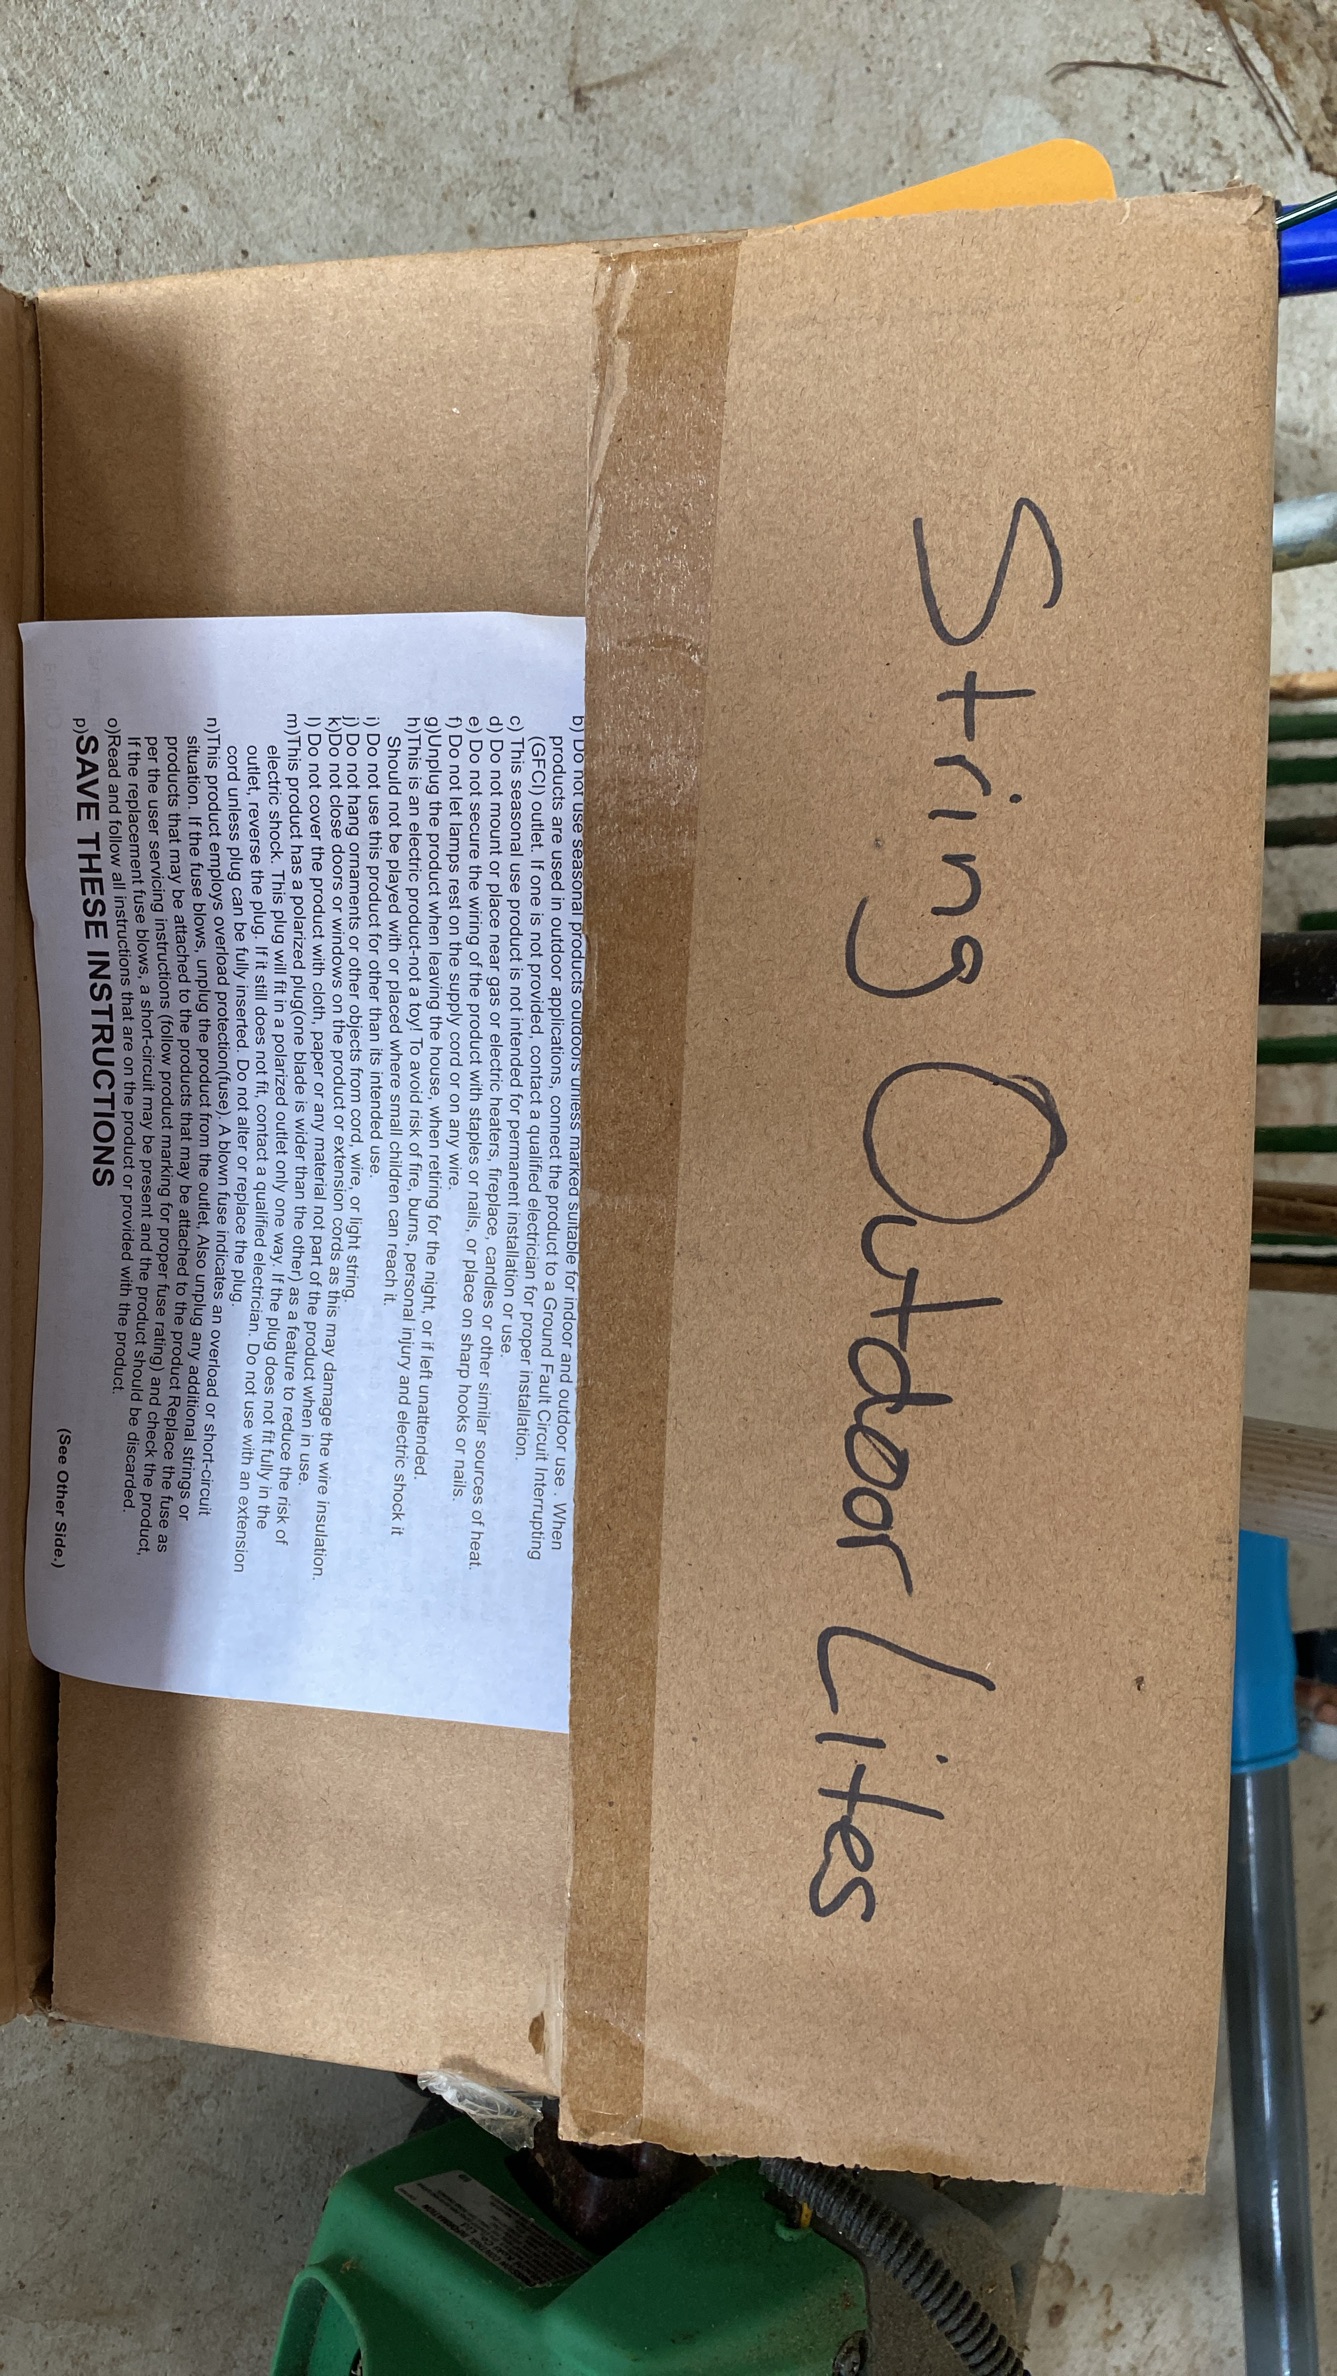 String Outdoor Lites
b) Do not use seasonal products outdoors unless marked suitable for indoor and outdoor use . When
products are used in outdoor applications, connect the product to a Ground Fault Circuit Interrupting
(GFCI) outlet. If one is not provided, contact a qualified electrician for proper installation.
c) This seasonal use product is not intended for permanent installation or use.
d) Do not mount or place near gas or electric heaters, fireplace, candles or other similar sources of heat.
e) Do not secure the wiring of the product with staples or nails, or place on sharp hooks or nails.
f) Do not let lamps rest on the supply cord or on any wire.
g)Unplug the product when leaving the house, when retiring for the night, or if left unattended.
h)This is an electric product-not a toy! To avoid risk of fire, burns, personal injury and electric shock it
Should not be played with or placed where small children can reach it.
i) Do not use this product for other than its intended use.
j) Do not hang ornaments or other objects from cord, wire, or light string.
k)Do not close doors or windows on the product or extension cords as this may damage the wire insulation.
l) Do not cover the product with cloth, paper or any material not part of the product when in use.
m)This product has a polarized plug(one blade is wider than the other) as a feature to reduce the risk of
electric shock. This plug will fit in a polarized outlet only one way. If the plug does not fit fully in the
outlet, reverse the plug. If it still does not fit, contact a qualified electrician. Do not use with an extension
cord unless plug can be fully inserted. Do not alter or replace the plug.
n)This product employs overload protection(fuse). A blown fuse indicates an overload or short-circuit
situation. If the fuse blows, unplug the product from the outlet. Also unplug any additional strings or
products that may be attached to the products that may be attached to the product Replace the fuse as
per the user servicing instructions (follow product marking for proper fuse rating) and check the product,
If the replacement fuse blows, a short-circuit may be present and the product should be discarded.
o)Read and follow all instructions that are on the product or provided with the product.
p)SAVE THESE INSTRUCTIONS
(See Other Side.)